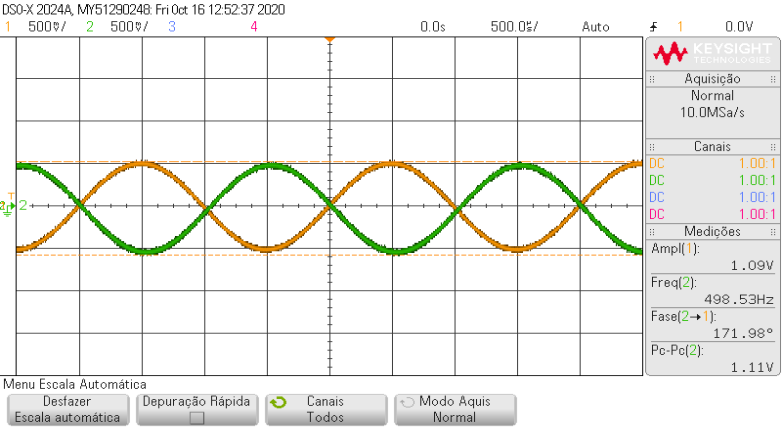 DSO-X 2024A, MY51290248: Fri Oct 16 12:52:37 2020
1 500mV/ 2 500mV/ 3 4 0.0s 500.0µs/ Auto 1 0.0V
KEYSIGHT
TECHNOLOGIES
Aquisição
Normal
10.0MSa/s
Canais
DC 1.00:1
DC 1.00:1
DC 1.00:1
DC 1.00:1
Medições
Ampl(1):
1.09V
Freq(2):
498.53Hz
Fase(2→1):
171.98°
Pc-Pc(2):
1.11V
T
2 2
Menu Escala Automática
Desfazer
Escala automática
Depuração Rápida
Canais
Todos
Modo Aquis
Normal